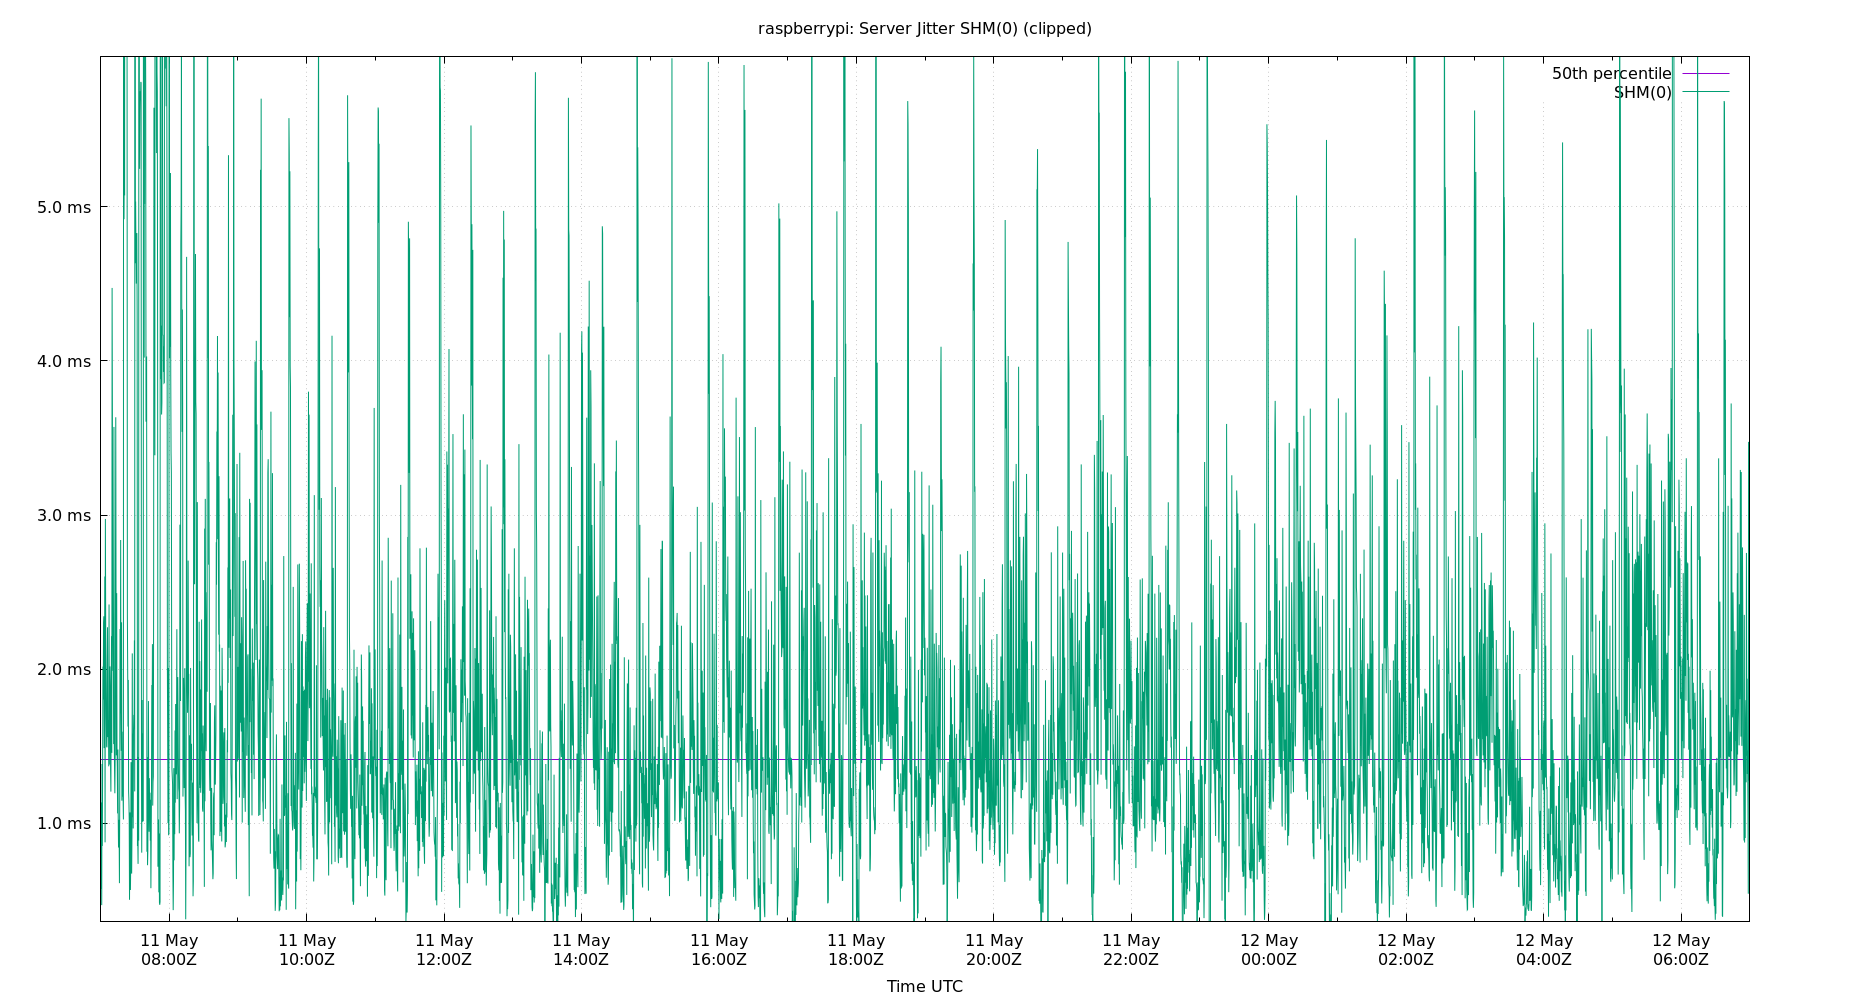 raspberrypi: Server Jitter SHM(0) (clipped)
50th percentile
SHM(0)
5.0 ms
4.0 ms
3.0 ms
2.0 ms
1.0 ms
11 May 11 May 11 May 11 May 11 May 11 May 11 May 11 May 12 May 12 May 12 May 12 May
08:00Z 10:00Z 12:00Z 14:00Z 16:00Z 18:00Z 20:00Z 22:00Z 00:00Z 02:00Z 04:00Z 06:00Z
Time UTC